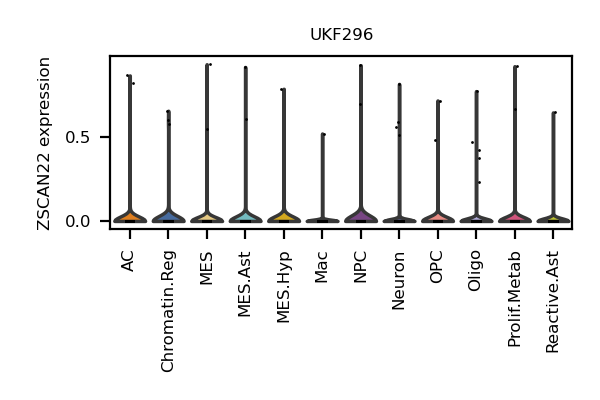 UKF296
ZSCAN22 expression
0.5
0.0
AC
Chromatin.Reg
MES
MES.Ast
MES.Hyp
Mac
NPC
Neuron
OPC
Oligo
Prolif.Metab
Reactive.Ast